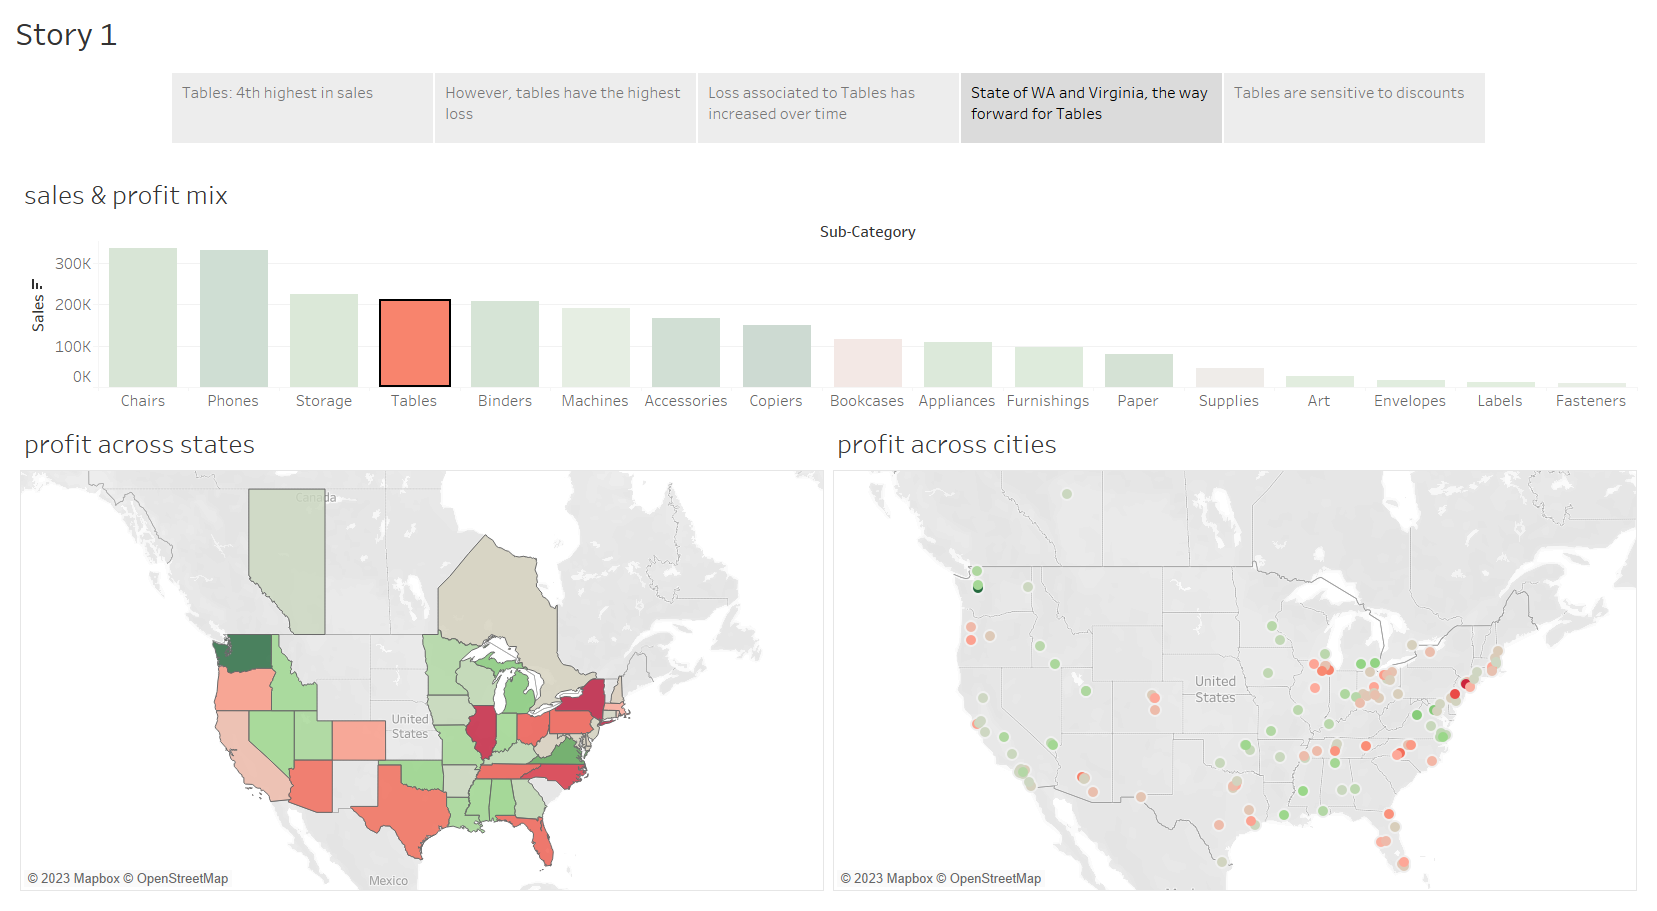 Story 1
Tables: 4th highest in sales
However, tables have the highest
loss
Loss associated to Tables has
increased over time
State of WA and Virginia, the way
forward for Tables
Tables are sensitive to discounts
sales & profit mix
Sub-Category
Sales
300K
200K
100K
0K
Chairs
Phones
Storage
Tables
Binders
Machines
Accessories
Copiers
Bookcases
Appliances
Furnishings
Paper
Supplies
Art
Envelopes
Labels
Fasteners
profit across states
Canada
United
States
Mexico
© 2023 Mapbox © OpenStreetMap
profit across cities
United
States
© 2023 Mapbox © OpenStreetMap